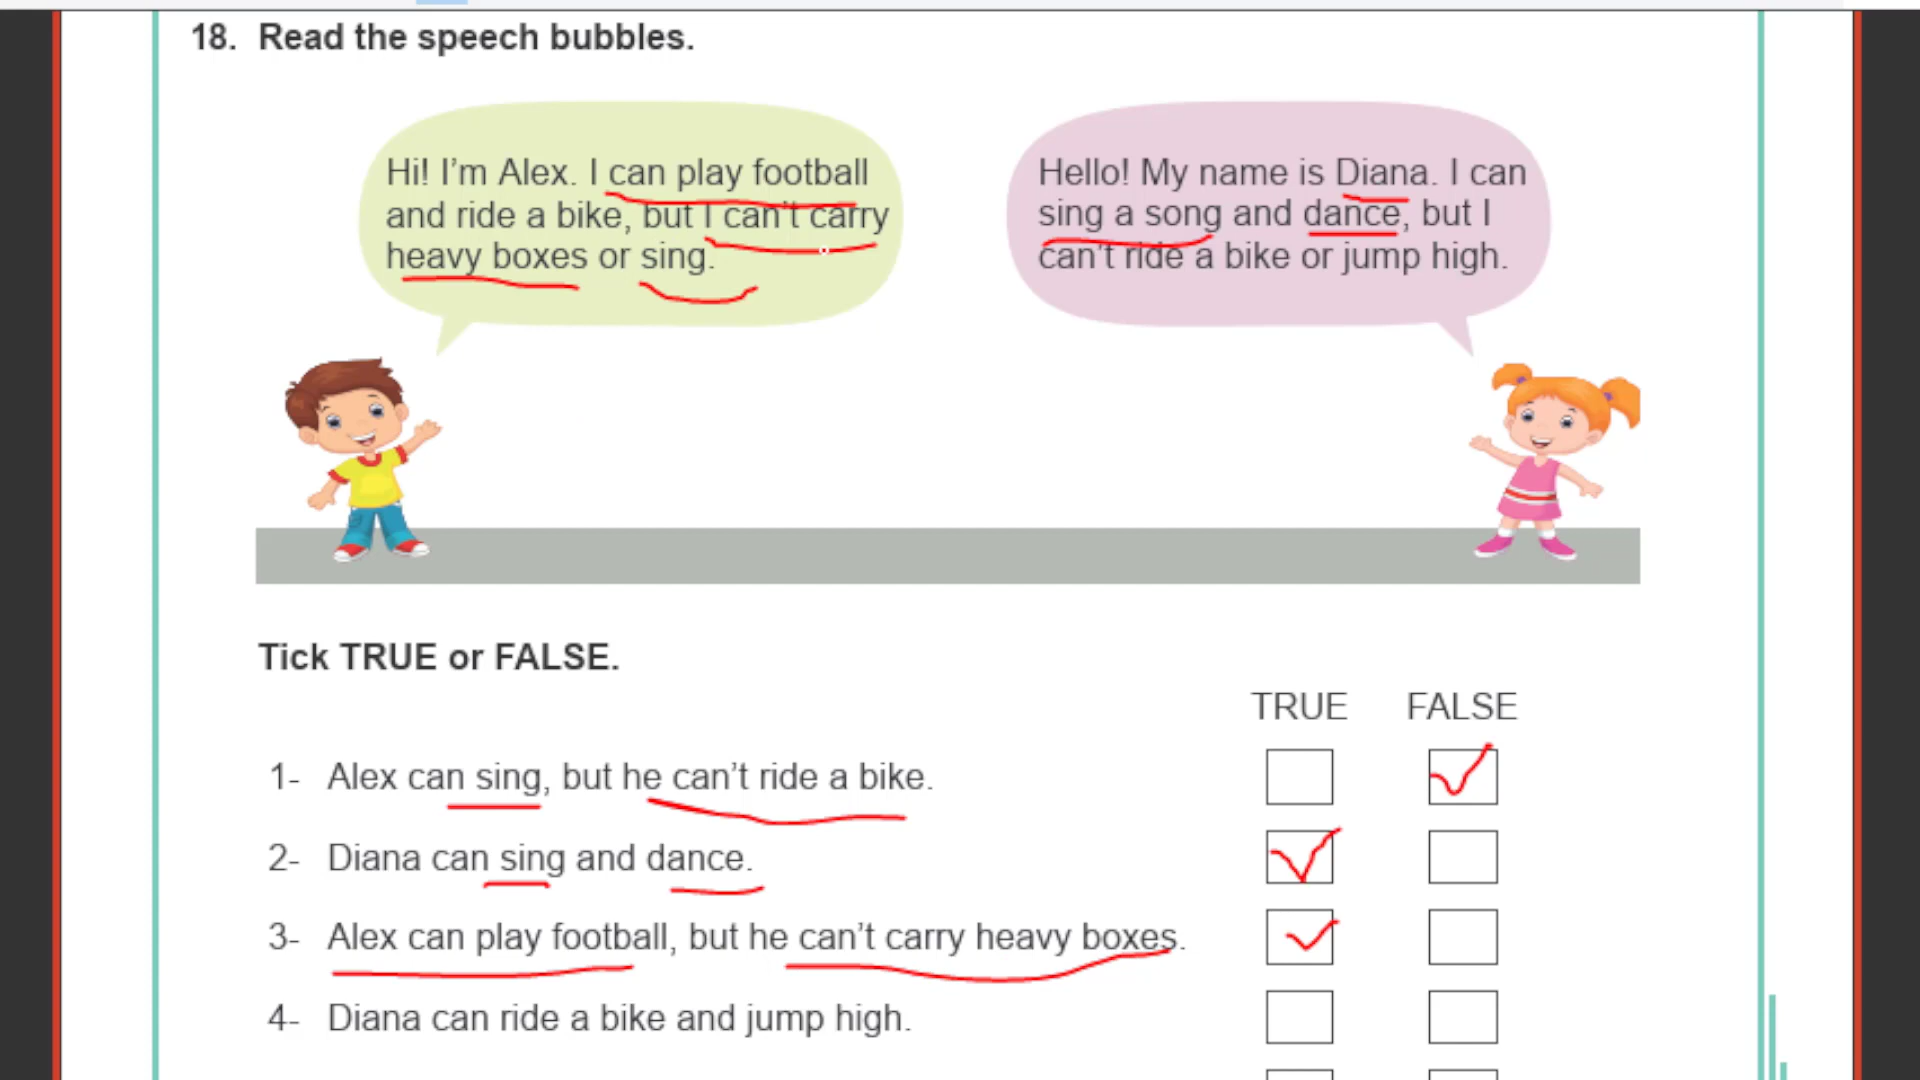 18. Read the speech bubbles.
Hi! I’m Alex. I can play football
and ride a bike, but I can’t carry
heavy boxes or sing.
Hello! My name is Diana. I can
sing a song and dance, but I
can’t ride a bike or jump high.
Tick TRUE or FALSE.
TRUE FALSE
1- Alex can sing, but he can’t ride a bike.
2- Diana can sing and dance.
3- Alex can play football, but he can’t carry heavy boxes.
4- Diana can ride a bike and jump high.